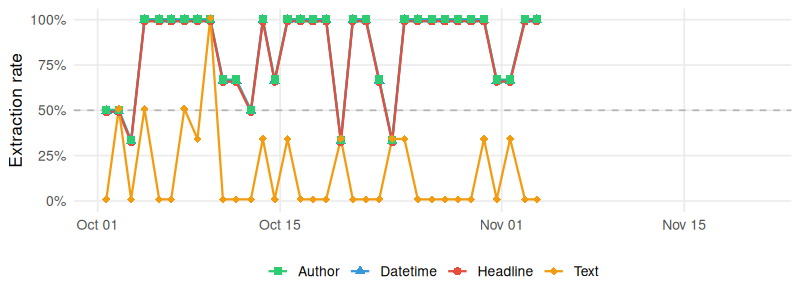 Extraction rate
100%
75%
50%
25%
0%
Oct 01 Oct 15 Nov 01 Nov 15
Author Datetime Headline Text